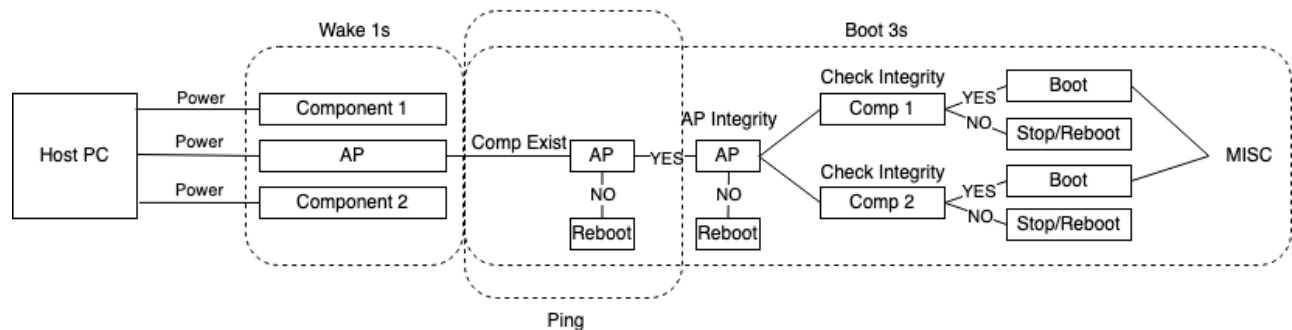 Wake 1s
Boot 3s
Host PC
Power
Power
Power
Component 1
AP
Component 2
Comp Exist
AP
NO
Reboot
YES
AP Integrity
AP
NO
Reboot
Check Integrity
Comp 1
YES
NO
Boot
Stop/Reboot
Check Integrity
Comp 2
YES
NO
Boot
Stop/Reboot
MISC
Ping